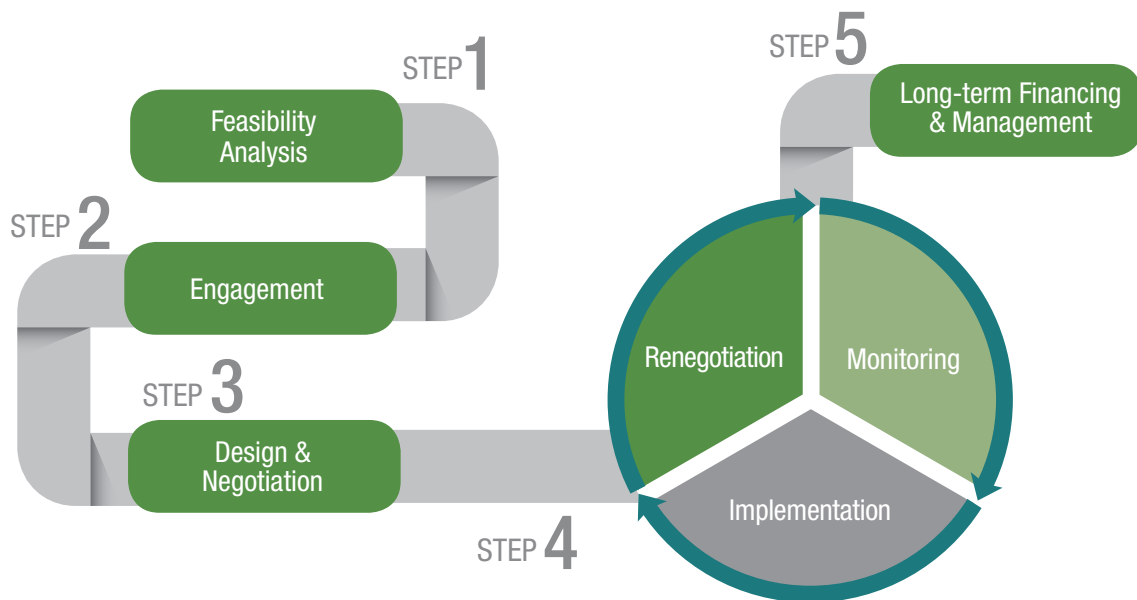 STEP 1
Feasibility
Analysis
STEP 2
Engagement
STEP 3
Design &
Negotiation
STEP 4
Renegotiation
Monitoring
Implementation
STEP 5
Long-term Financing
& Management